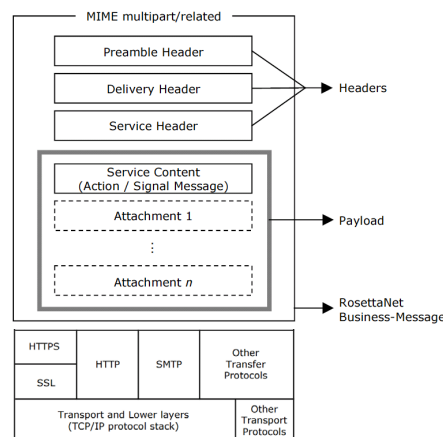 MIME multipart/related
Preamble Header
Delivery Header
Service Header
Headers
Service Content
(Action / Signal Message)
Attachment 1
⋮
Attachment n
Payload
RosettaNet
Business-Message
HTTPS
SSL
HTTP
SMTP
Other
Transfer
Protocols
Transport and Lower layers
(TCP/IP protocol stack)
Other
Transport
Protocols